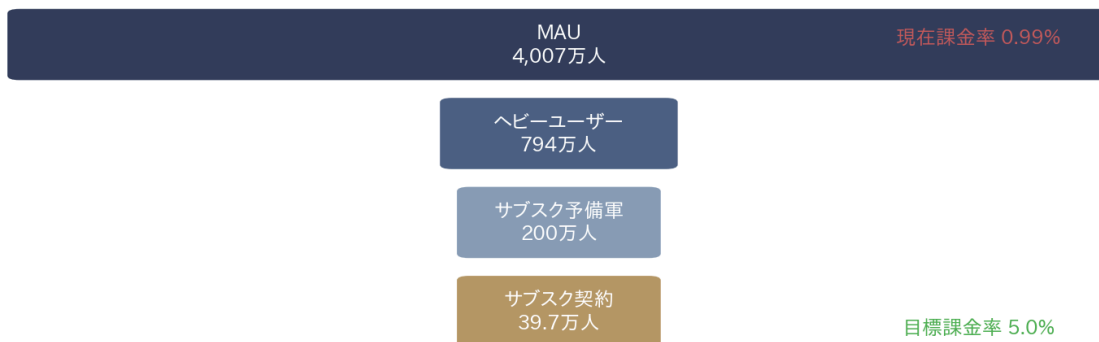 MAU
4,007万人
現在課金率 0.99%
ヘビーユーザー
794万人
サブスク予備軍
200万人
サブスク契約
39.7万人
目標課金率 5.0%